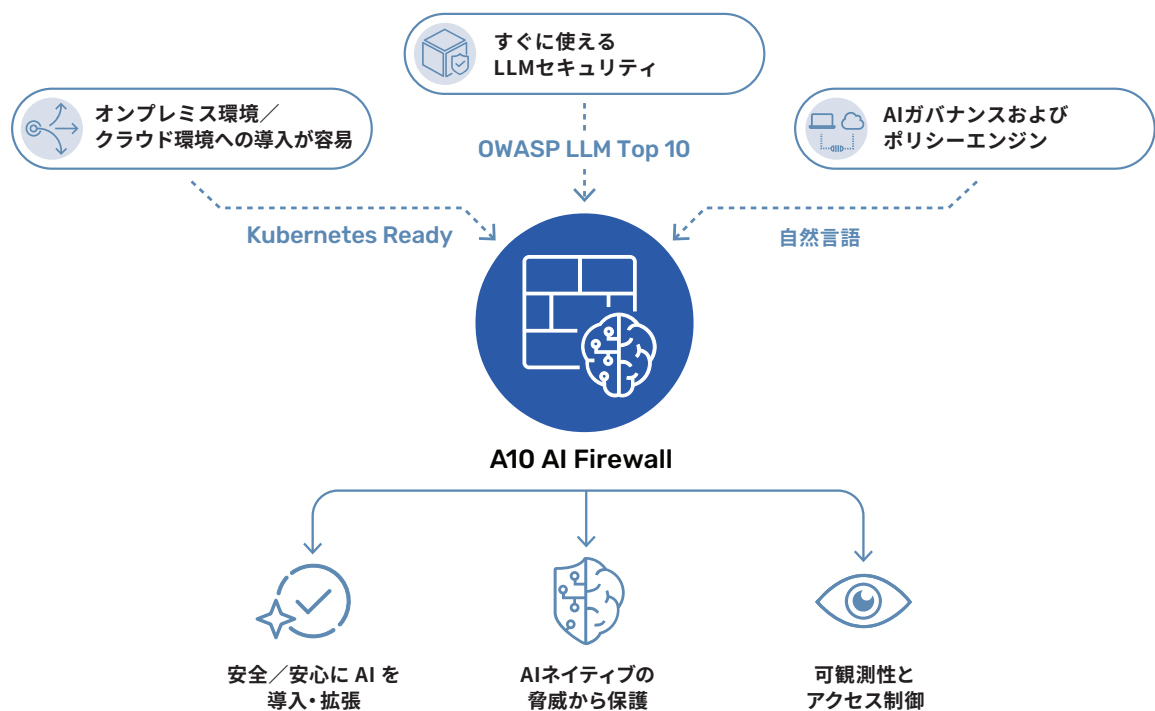 すぐに使える
LLMセキュリティ
オンプレミス環境／
クラウド環境への導入が容易
AIガバナンスおよび
ポリシーエンジン
OWASP LLM Top 10
Kubernetes Ready
自然言語
A10 AI Firewall
安全／安心に AI を
導入・拡張
AIネイティブの
脅威から保護
可観測性と
アクセス制御